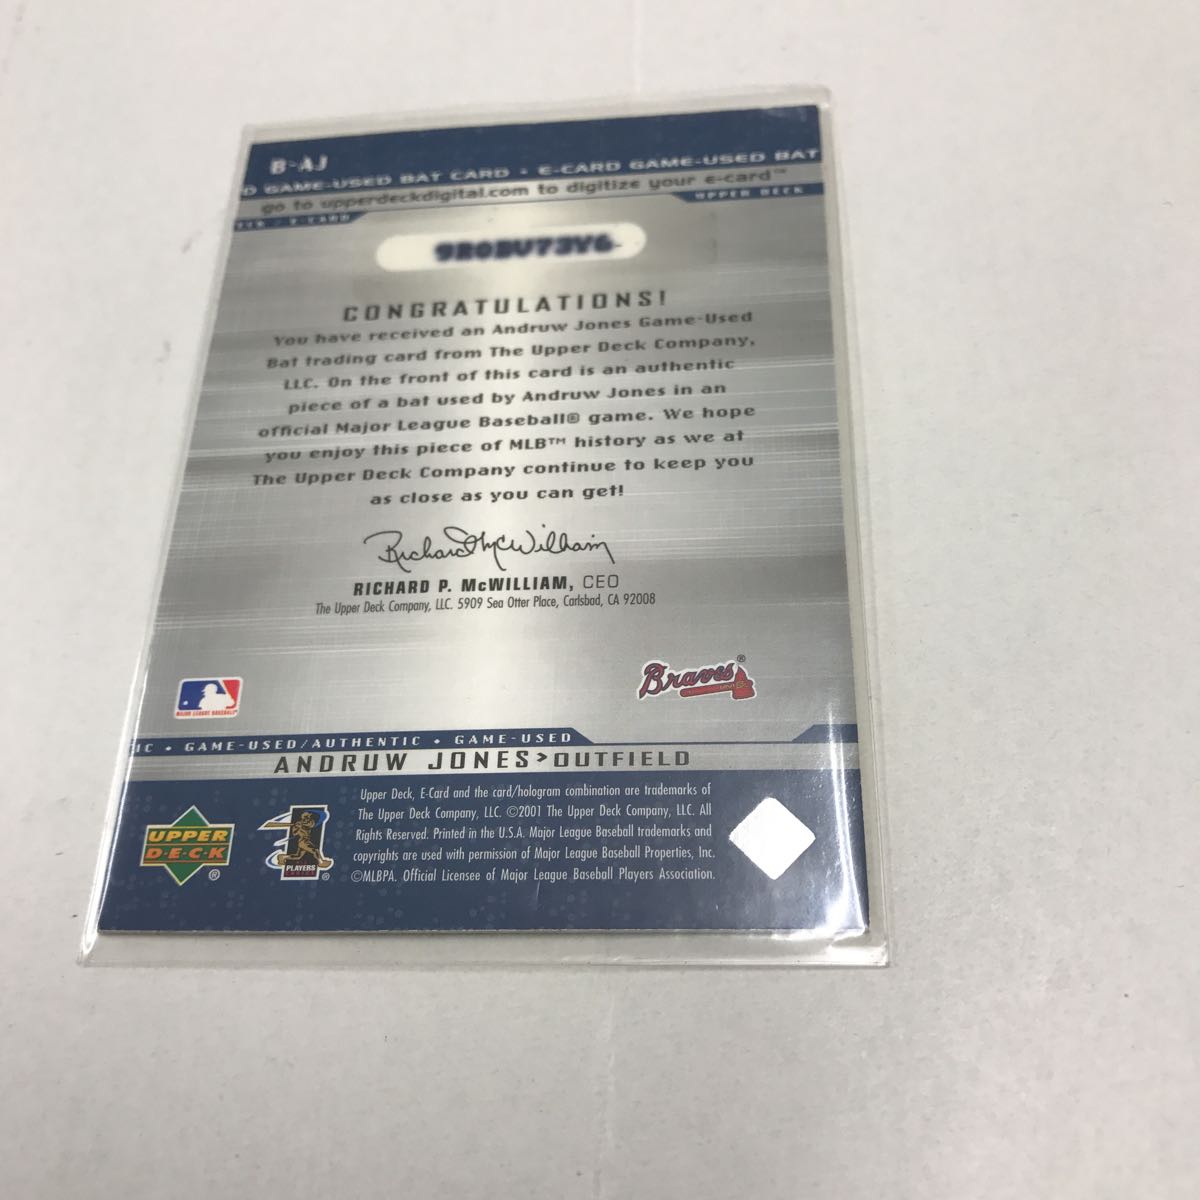 B-AJ
D GAME-USED BAT CARD • E-CARD GAME-USED BAT
go to upperdeckdigital.com to digitize your e-card™
UPPER DECK
E-CARD
CONGRATULATIONS!
You have received an Andruw Jones Game-Used
Bat trading card from The Upper Deck Company,
LLC. On the front of this card is an authentic
piece of a bat used by Andruw Jones in an
official Major League Baseball® game. We hope
you enjoy this piece of MLB™ history as we at
The Upper Deck Company continue to keep you
as close as you can get!
Richard McWilliam
RICHARD P. McWILLIAM, CEO
The Upper Deck Company, LLC. 5909 Sea Otter Place, Carlsbad, CA 92008
Braves®
MAJOR LEAGUE BASEBALL
IC • GAME-USED/AUTHENTIC • GAME-USED
ANDRUW JONES>OUTFIELD
Upper Deck, E-Card and the card/hologram combination are trademarks of
The Upper Deck Company, LLC. ©2001 The Upper Deck Company, LLC. All
Rights Reserved. Printed in the U.S.A. Major League Baseball trademarks and
copyrights are used with permission of Major League Baseball Properties, Inc.
©MLBPA. Official Licensee of Major League Baseball Players Association.
UPPER
D·E·C·K
®
PLAYERS
®